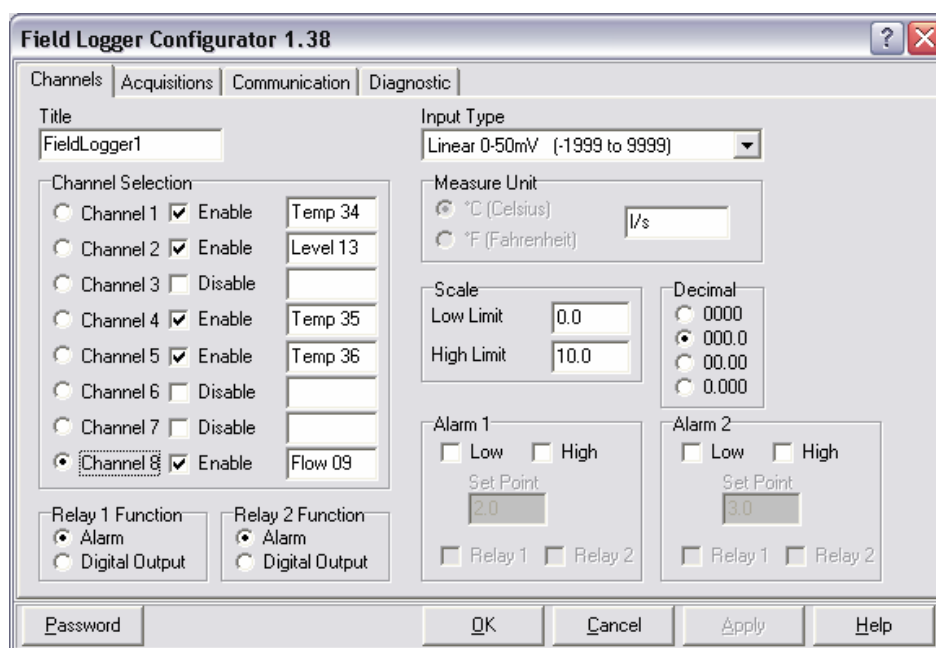 Field Logger Configurator 1.38
Channels Acquisitions Communication Diagnostic
Title
FieldLogger1
Input Type
Linear 0-50mV (-1999 to 9999)
Channel Selection
Channel 1 Enable Temp 34
Channel 2 Enable Level 13
Channel 3 Disable
Channel 4 Enable Temp 35
Channel 5 Enable Temp 36
Channel 6 Disable
Channel 7 Disable
Channel 8 Enable Flow 09
Measure Unit
°C (Celsius)
°F (Fahrenheit)
l/s
Scale
Low Limit 0.0
High Limit 10.0
Decimal
0000
000.0
00.00
0.000
Relay 1 Function
Alarm
Digital Output
Relay 2 Function
Alarm
Digital Output
Alarm 1
Low High
Set Point
2.0
Relay 1 Relay 2
Alarm 2
Low High
Set Point
3.0
Relay 1 Relay 2
Password OK Cancel Apply Help